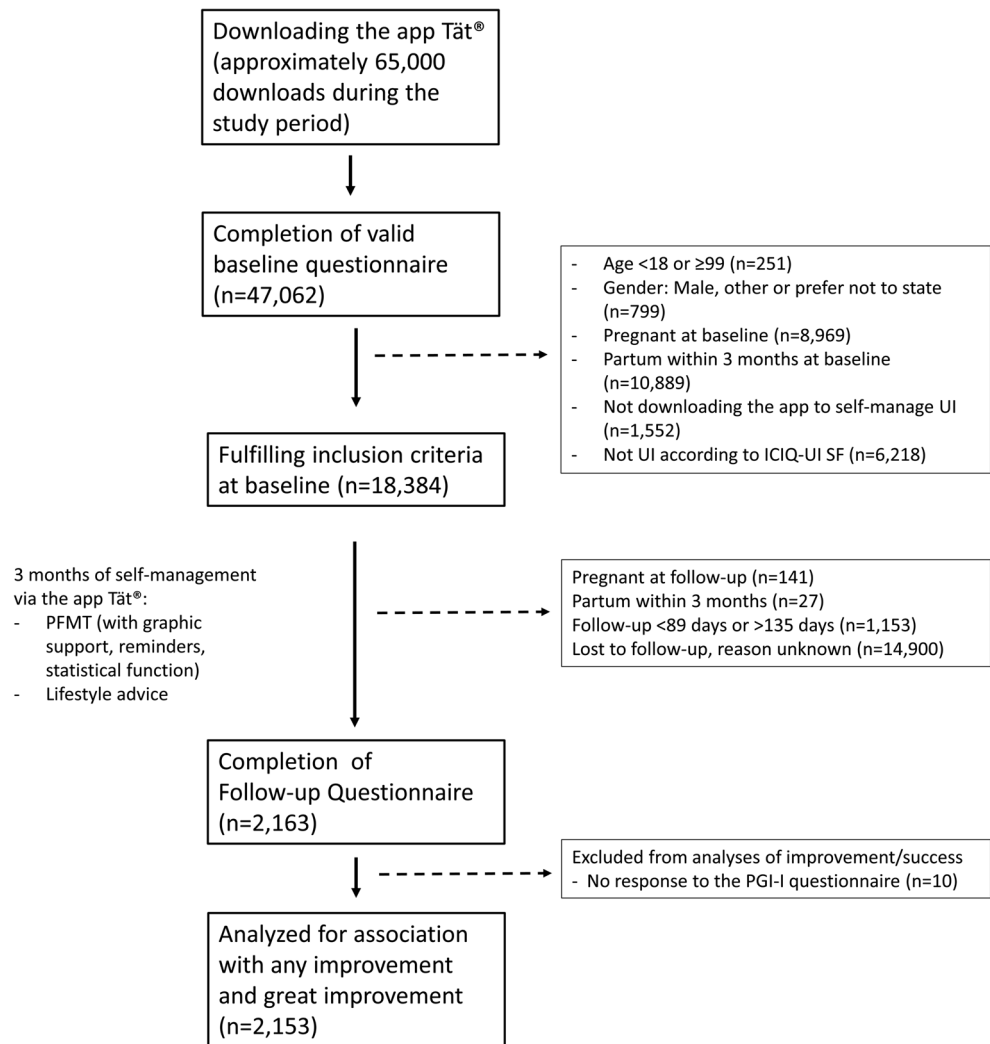 Downloading the app Tät®
(approximately 65,000
downloads during the
study period)
Completion of valid
baseline questionnaire
(n=47,062)
- Age <18 or ≥99 (n=251)
- Gender: Male, other or prefer not to state
(n=799)
- Pregnant at baseline (n=8,969)
- Partum within 3 months at baseline
(n=10,889)
- Not downloading the app to self-manage UI
(n=1,552)
- Not UI according to ICIQ-UI SF (n=6,218)
Fulfilling inclusion criteria
at baseline (n=18,384)
3 months of self-management
via the app Tät®:
- PFMT (with graphic
support, reminders,
statistical function)
- Lifestyle advice
Pregnant at follow-up (n=141)
Partum within 3 months (n=27)
Follow-up <89 days or >135 days (n=1,153)
Lost to follow-up, reason unknown (n=14,900)
Completion of
Follow-up Questionnaire
(n=2,163)
Excluded from analyses of improvement/success
- No response to the PGI-I questionnaire (n=10)
Analyzed for association
with any improvement
and great improvement
(n=2,153)